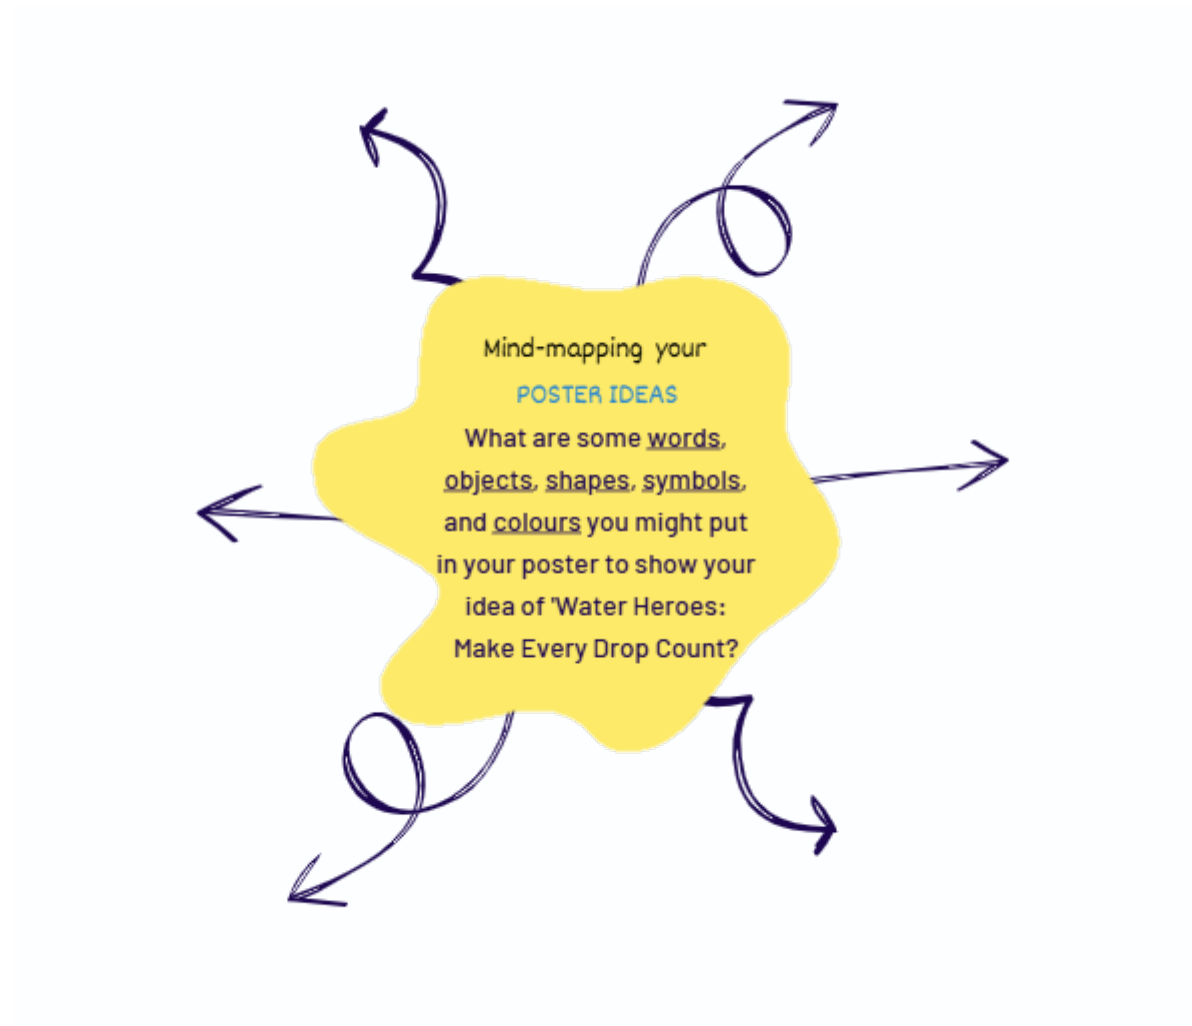 Mind-mapping your
POSTER IDEAS
What are some words,
objects, shapes, symbols,
and colours you might put
in your poster to show your
idea of 'Water Heroes:
Make Every Drop Count?